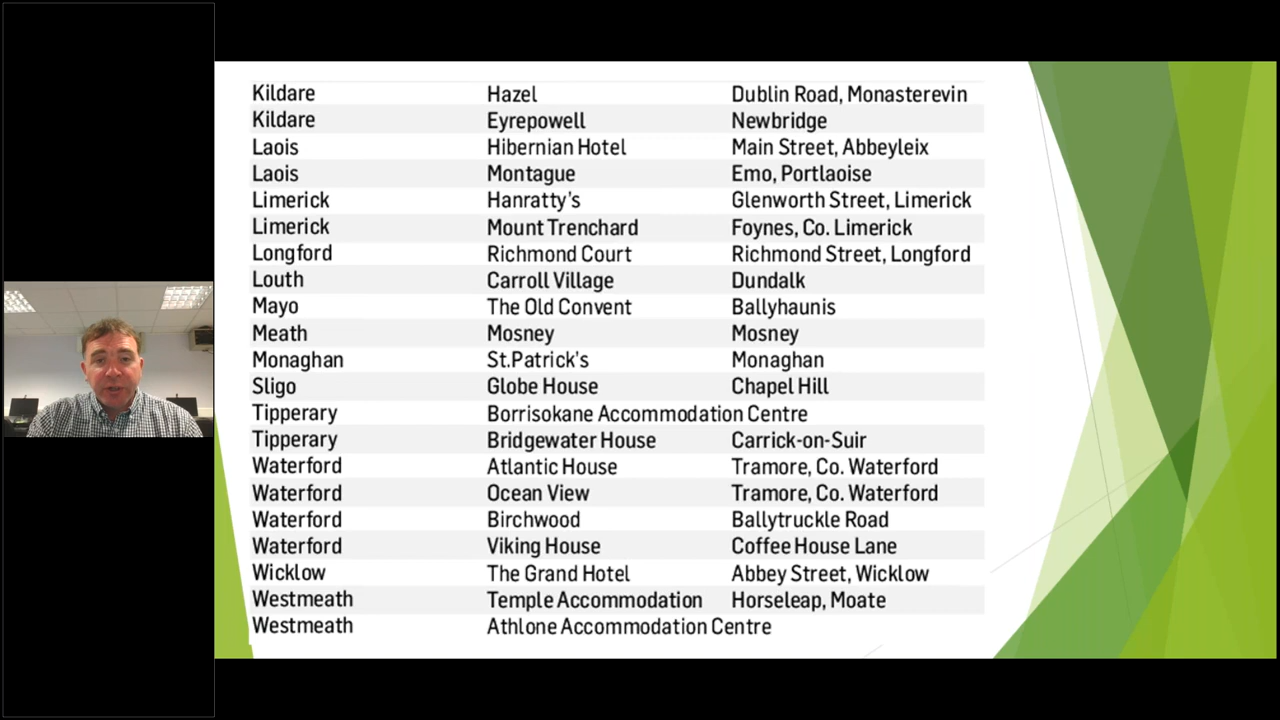 Kildare Hazel Dublin Road, Monasterevin
Kildare Eyrepowell Newbridge
Laois Hibernian Hotel Main Street, Abbeyleix
Laois Montague Emo, Portlaoise
Limerick Hanratty's Glenworth Street, Limerick
Limerick Mount Trenchard Foynes, Co. Limerick
Longford Richmond Court Richmond Street, Longford
Louth Carroll Village Dundalk
Mayo The Old Convent Ballyhaunis
Meath Mosney Mosney
Monaghan St.Patrick's Monaghan
Sligo Globe House Chapel Hill
Tipperary Borrisokane Accommodation Centre
Tipperary Bridgewater House Carrick-on-Suir
Waterford Atlantic House Tramore, Co. Waterford
Waterford Ocean View Tramore, Co. Waterford
Waterford Birchwood Ballytruckle Road
Waterford Viking House Coffee House Lane
Wicklow The Grand Hotel Abbey Street, Wicklow
Westmeath Temple Accommodation Horseleap, Moate
Westmeath Athlone Accommodation Centre